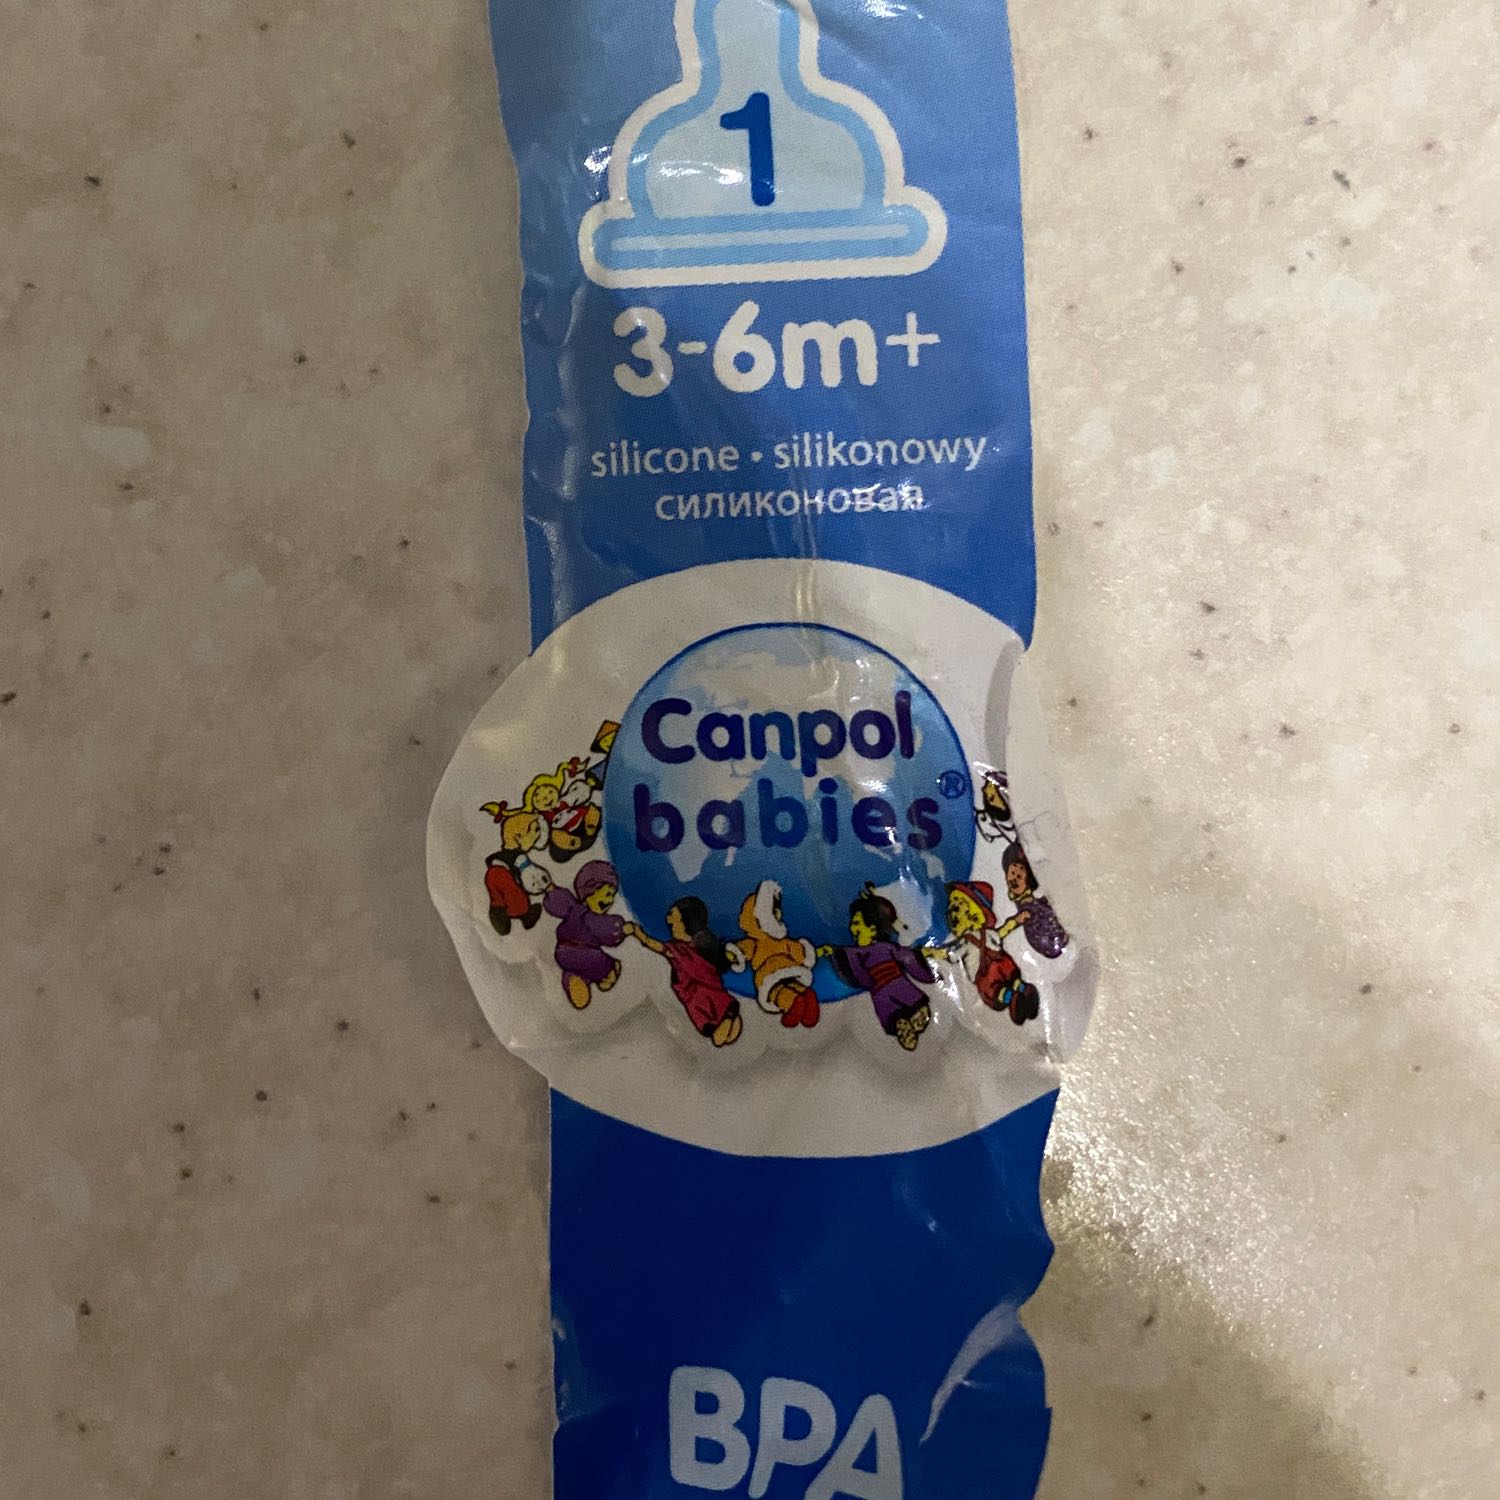 1
3-6m+
silicone • silikonowy
силиконовая
Canpol
babies®
BPA